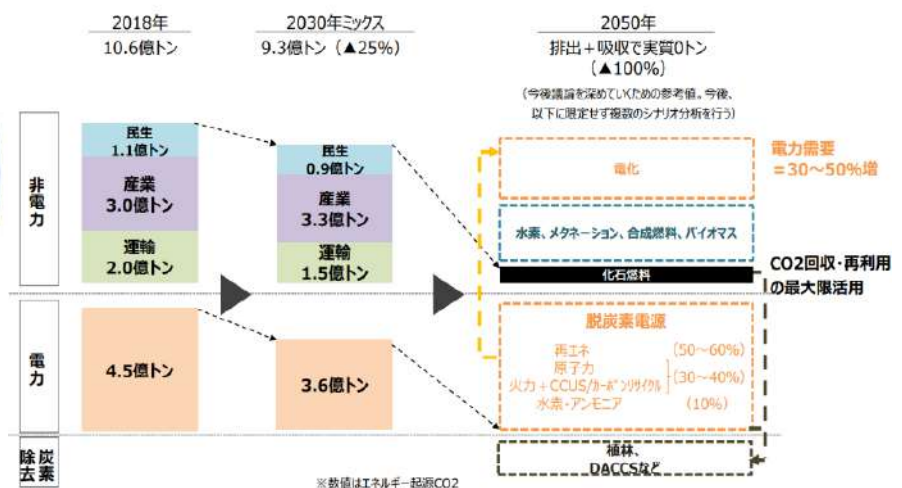 2018年
10.6億トン
2030年ミックス
9.3億トン（▲25%）
2050年
排出＋吸収で実質0トン
（▲100%）
（今後議論を深めていくための参考値。今後、
以下に限定せず複数のシナリオ分析を行う）
非電力
民生
1.1億トン
産業
3.0億トン
運輸
2.0億トン
民生
0.9億トン
産業
3.3億トン
運輸
1.5億トン
電化
電力需要
＝30～50%増
水素、メタネーション、合成燃料、バイオマス
化石燃料
CO2回収・再利用
の最大限活用
電力
4.5億トン
3.6億トン
脱炭素電源
再エネ （50～60%）
原子力
火力＋CCUS/カーボンリサイクル （30～40%）
水素・アンモニア （10%）
炭素除去
植林、
DACCSなど
※数値はエネルギー起源CO2